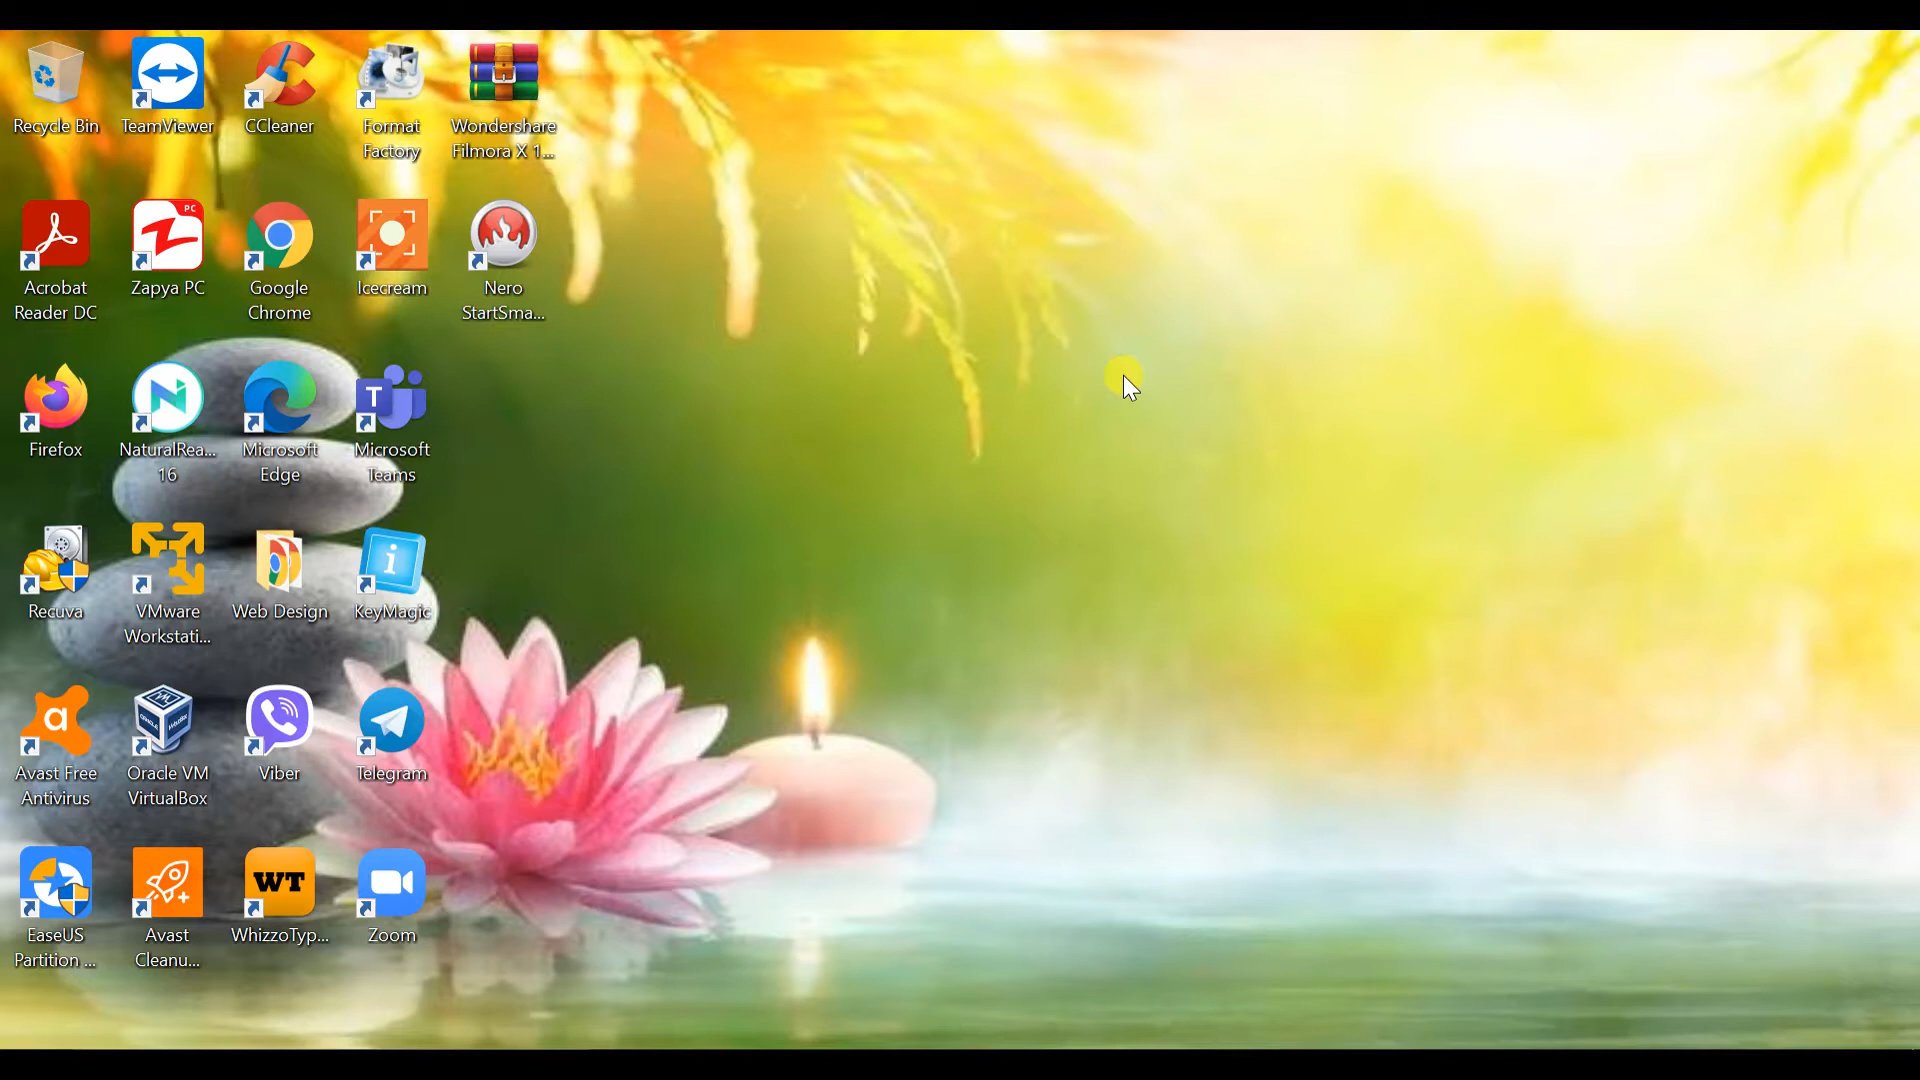 Recycle Bin
TeamViewer
CCleaner
Format
Factory
Wondershare
Filmora X 1...
PC
Acrobat
Reader DC
Zapya PC
Google
Chrome
Icecream
Nero
StartSma...
N
T
Firefox
NaturalRea...
16
Microsoft
Edge
Microsoft
Teams
i
Recuva
VMware
Workstati...
Web Design
KeyMagic
a
Avast Free
Antivirus
Oracle VM
VirtualBox
Viber
Telegram
WT
EaseUS
Partition ...
Avast
Cleanu...
WhizzoTyp...
Zoom